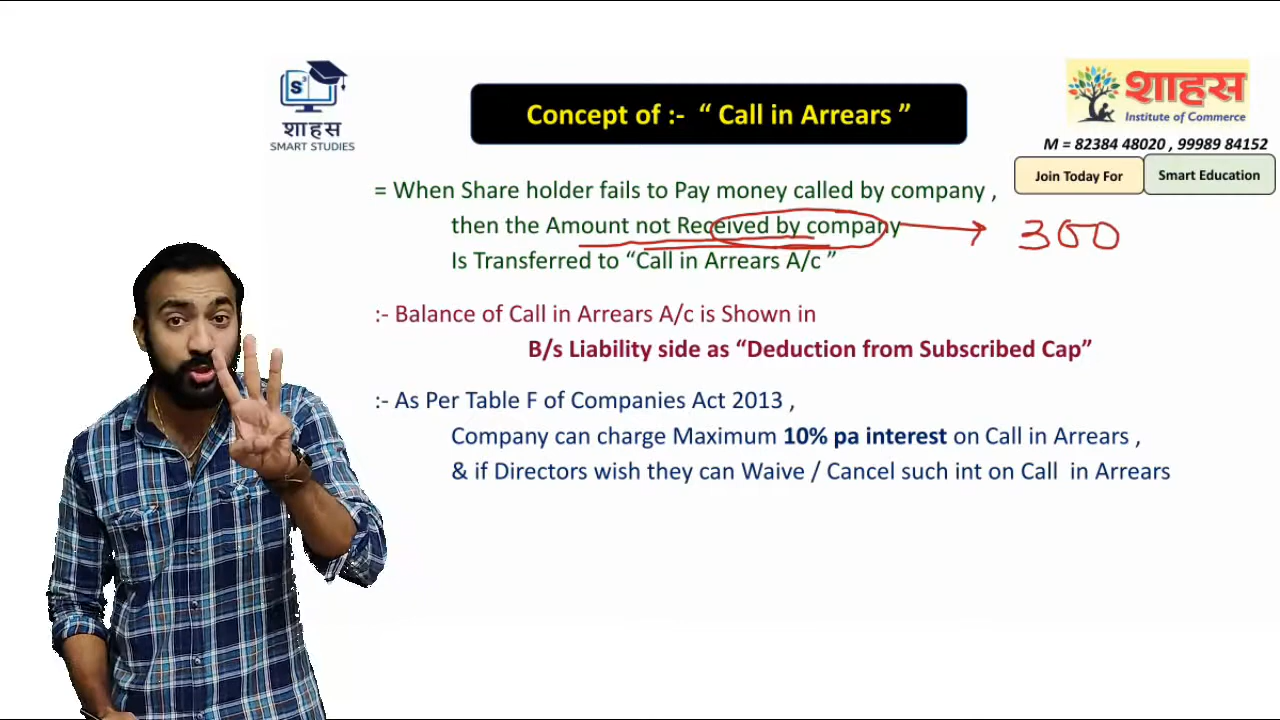 S³
शाहस
SMART STUDIES
Concept of :- “ Call in Arrears ”
शाहस
Institute of Commerce
M = 82384 48020 , 99989 84152
Join Today For
Smart Education
= When Share holder fails to Pay money called by company ,
then the Amount not Received by company
300
Is Transferred to “Call in Arrears A/c ”
:- Balance of Call in Arrears A/c is Shown in
B/s Liability side as “Deduction from Subscribed Cap”
:- As Per Table F of Companies Act 2013 ,
Company can charge Maximum 10% pa interest on Call in Arrears ,
& if Directors wish they can Waive / Cancel such int on Call in Arrears